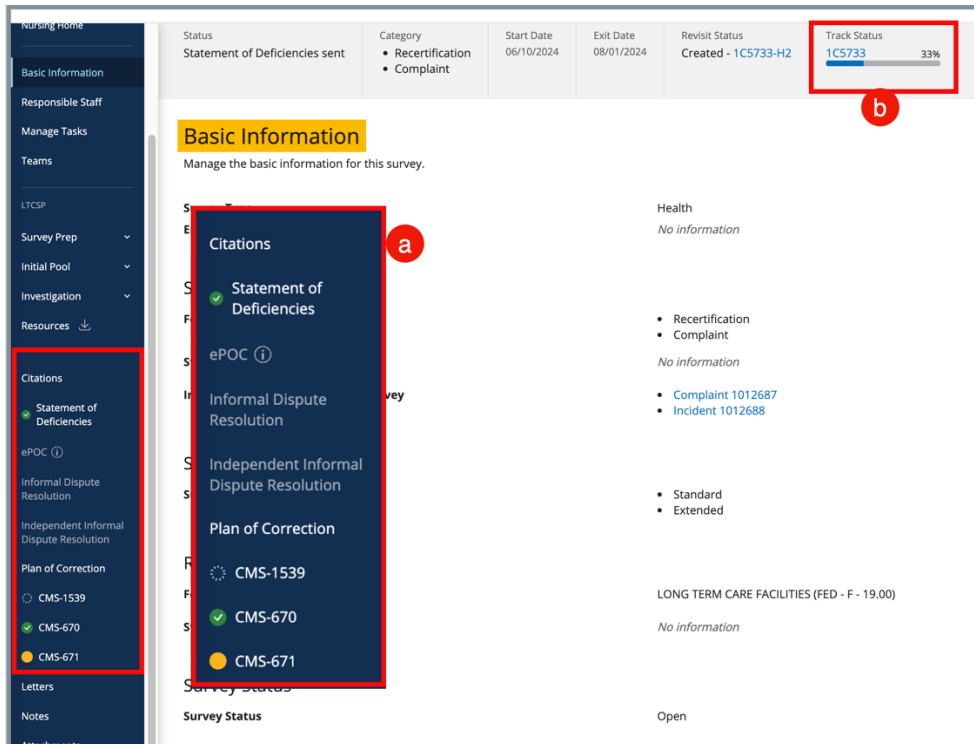 Nursing Home
Basic Information
Responsible Staff
Manage Tasks
Teams
LTCSP
Survey Prep
Initial Pool
Investigation
Resources
Citations
Statement of
Deficiencies
ePOC
Informal Dispute
Resolution
Independent Informal
Dispute Resolution
Plan of Correction
CMS-1539
CMS-670
CMS-671
Letters
Notes
Attachments
Status
Statement of Deficiencies sent
Category
• Recertification
• Complaint
Start Date
06/10/2024
Exit Date
08/01/2024
Revisit Status
Created - 1C5733-H2
Track Status
1C5733 33%
b
Basic Information
Manage the basic information for this survey.
Health
No information
• Recertification
• Complaint
No information
vey
• Complaint 1012687
• Incident 1012688
• Standard
• Extended
LONG TERM CARE FACILITIES (FED - F - 19.00)
No information
a
Citations
Statement of
Deficiencies
ePOC
Informal Dispute
Resolution
Independent Informal
Dispute Resolution
Plan of Correction
CMS-1539
CMS-670
CMS-671
Survey Status
Survey Status Open